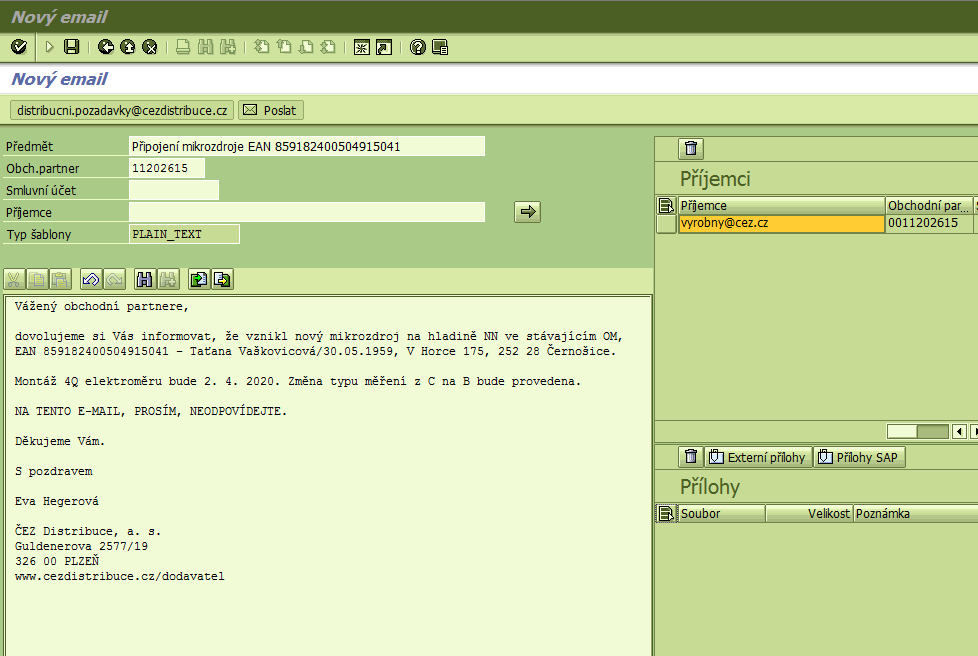 Nový email
Nový email
distribucni.pozadavky@cezdistribuce.cz
Poslat
Předmět
Připojení mikrozdroje EAN 859182400504915041
Obch.partner
11202615
Smluvní účet
Příjemce
Typ šablony
PLAIN_TEXT
Vážený obchodní partnere,
dovolujeme si Vás informovat, že vznikl nový mikrozdroj na hladině NN ve stávajícím OM,
EAN 859182400504915041 - Taťana Vaškovicová/30.05.1959, V Horce 175, 252 28 Černošice.
Montáž 4Q elektroměru bude 2. 4. 2020. Změna typu měření z C na B bude provedena.
NA TENTO E-MAIL, PROSÍM, NEODPOVÍDEJTE.
Děkujeme Vám.
S pozdravem
Eva Hegerová
ČEZ Distribuce, a. s.
Guldenerova 2577/19
326 00 PLZEŇ
www.cezdistribuce.cz/dodavatel
Příjemci
Příjemce
Obchodní par...
vyrobny@cez.cz
0011202615
Externí přílohy
Přílohy SAP
Přílohy
Soubor
Velikost
Poznámka